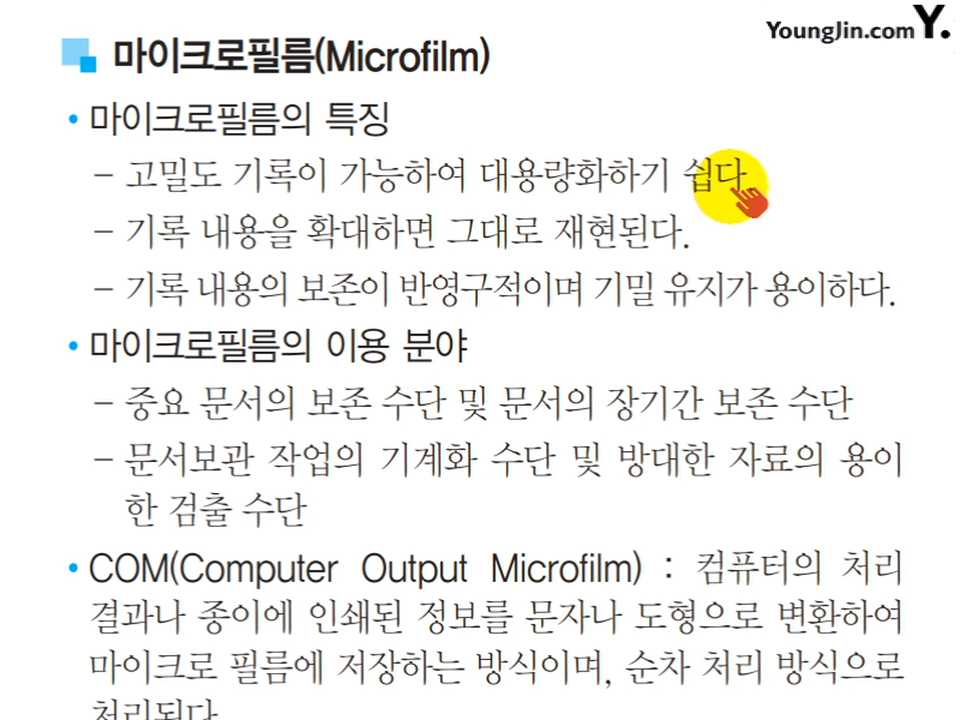 YoungJin.com Y.
마이크로필름(Microfilm)
• 마이크로필름의 특징
– 고밀도 기록이 가능하여 대용량화하기 쉽다
– 기록 내용을 확대하면 그대로 재현된다.
– 기록 내용의 보존이 반영구적이며 기밀 유지가 용이하다.
• 마이크로필름의 이용 분야
– 중요 문서의 보존 수단 및 문서의 장기간 보존 수단
– 문서보관 작업의 기계화 수단 및 방대한 자료의 용이
한 검출 수단
• COM(Computer Output Microfilm) : 컴퓨터의 처리
결과나 종이에 인쇄된 정보를 문자나 도형으로 변환하여
마이크로 필름에 저장하는 방식이며, 순차 처리 방식으로
처리된다